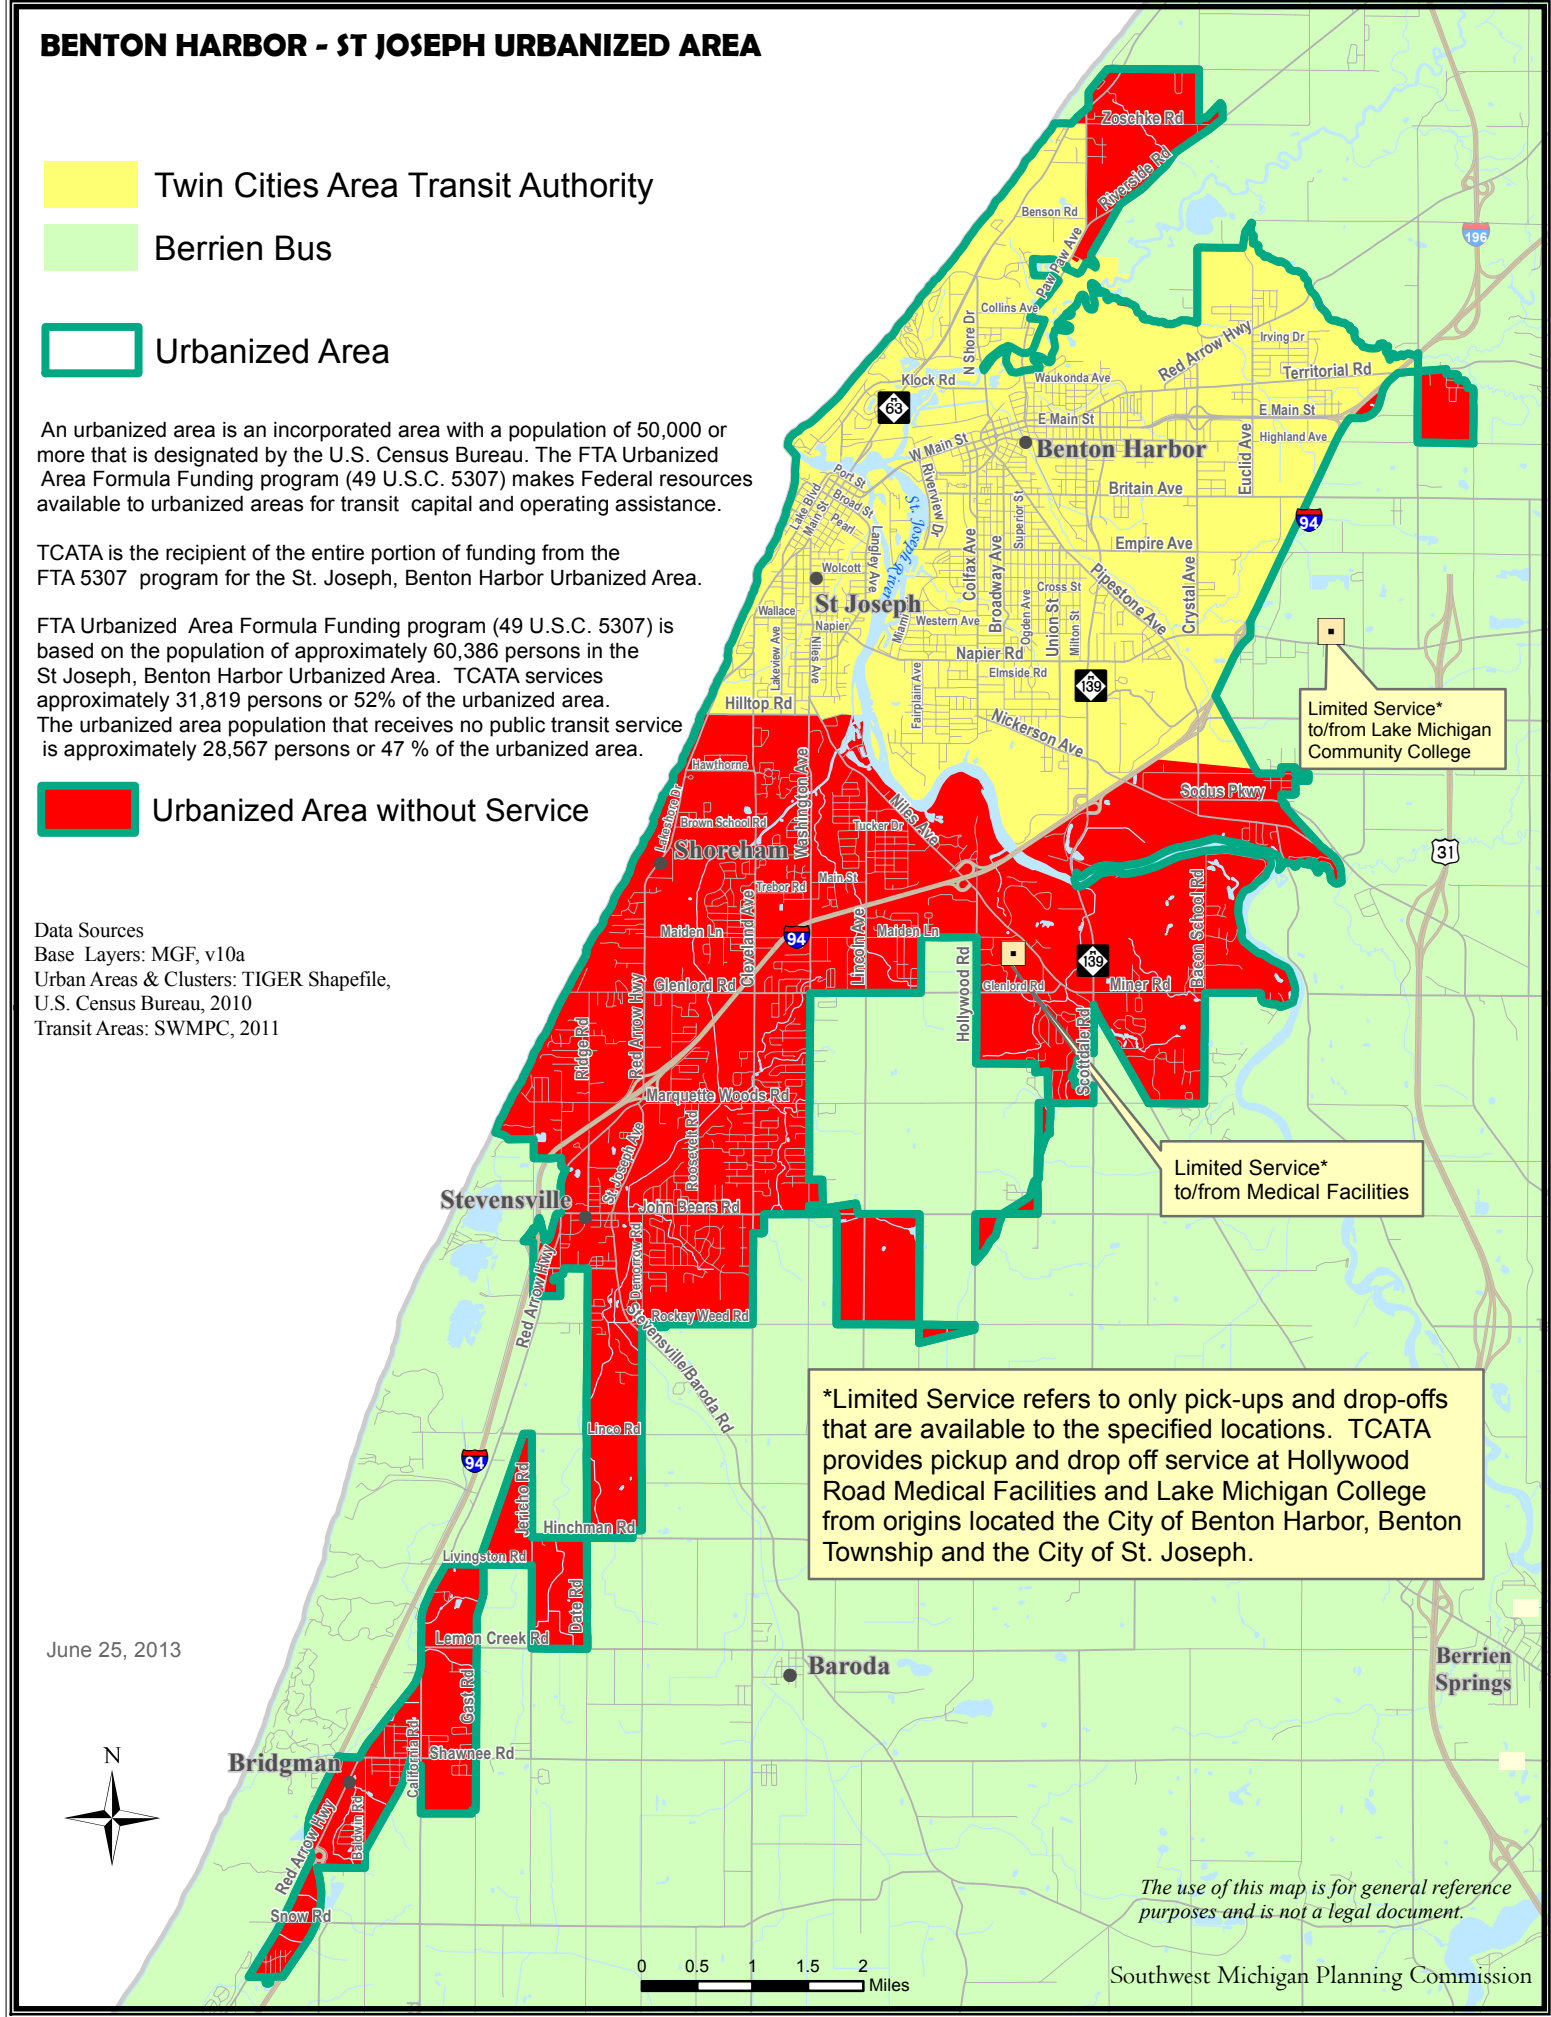 BENTON HARBOR - ST JOSEPH URBANIZED AREA
Twin Cities Area Transit Authority
Berrien Bus
Urbanized Area
An urbanized area is an incorporated area with a population of 50,000 or
more that is designated by the U.S. Census Bureau. The FTA Urbanized
Area Formula Funding program (49 U.S.C. 5307) makes Federal resources
available to urbanized areas for transit capital and operating assistance.
TCATA is the recipient of the entire portion of funding from the
FTA 5307 program for the St. Joseph, Benton Harbor Urbanized Area.
FTA Urbanized Area Formula Funding program (49 U.S.C. 5307) is
based on the population of approximately 60,386 persons in the
St Joseph, Benton Harbor Urbanized Area. TCATA services
approximately 31,819 persons or 52% of the urbanized area.
The urbanized area population that receives no public transit service
is approximately 28,567 persons or 47 % of the urbanized area.
Urbanized Area without Service
Data Sources
Base Layers: MGF, v10a
Urban Areas & Clusters: TIGER Shapefile,
U.S. Census Bureau, 2010
Transit Areas: SWMPC, 2011
June 25, 2013
N
Zoschke Rd
Riverside Rd
Benson Rd
Paw Paw Ave
196
Collins Ave
N Shore Dr
Red Arrow Hwy
Irving Dr
Territorial Rd
Klock Rd
Waukonda Ave
M
63
E Main St
E Main St
Highland Ave
Euclid Ave
W Main St
Benton Harbor
Port St
Broad St
Pearl
Lake Blvd
Main St
Riverview Dr
St. Joseph River
Langley Ave
Superior St
Britain Ave
94
Empire Ave
Colfax Ave
Broadway Ave
Pipestone Ave
Crystal Ave
Wolcott
St Joseph
Cross St
Ogden Ave
Union St
Milton St
Wallace
Napier
Niles Ave
Lakeview Ave
Miami
Western Ave
Napier Rd
Elmside Rd
Fairplain Ave
M
139
Hilltop Rd
Nickerson Ave
Limited Service*
to/from Lake Michigan
Community College
Hawthorne
Washington Ave
Lakeshore Dr
Brown School Rd
Niles Ave
Tucker Dr
Sodus Pkwy
Shoreham
31
Trebor Rd
Main St
Cleveland Ave
Lincoln Ave
Bacon School Rd
Maiden Ln
94
Maiden Ln
Hollywood Rd
M
139
Glenlord Rd
Glenlord Rd
Miner Rd
Red Arrow Hwy
Ridge Rd
Scottdale Rd
Marquette Woods Rd
Roosevelt Rd
St. Joseph Ave
Limited Service*
to/from Medical Facilities
Stevensville
John Beers Rd
Demorrow Rd
Red Arrow Hwy
Rockey Weed Rd
Stevensville/Baroda Rd
*Limited Service refers to only pick-ups and drop-offs
that are available to the specified locations. TCATA
provides pickup and drop off service at Hollywood
Road Medical Facilities and Lake Michigan College
from origins located the City of Benton Harbor, Benton
Township and the City of St. Joseph.
Linco Rd
94
Jericho Rd
Hinchman Rd
Livingston Rd
Date Rd
Lemon Creek Rd
Baroda
Berrien
Springs
Gast Rd
California Rd
Shawnee Rd
Bridgman
Baldwin Rd
Red Arrow Hwy
Snow Rd
The use of this map is for general reference
purposes and is not a legal document.
0 0.5 1 1.5 2
Miles
Southwest Michigan Planning Commission